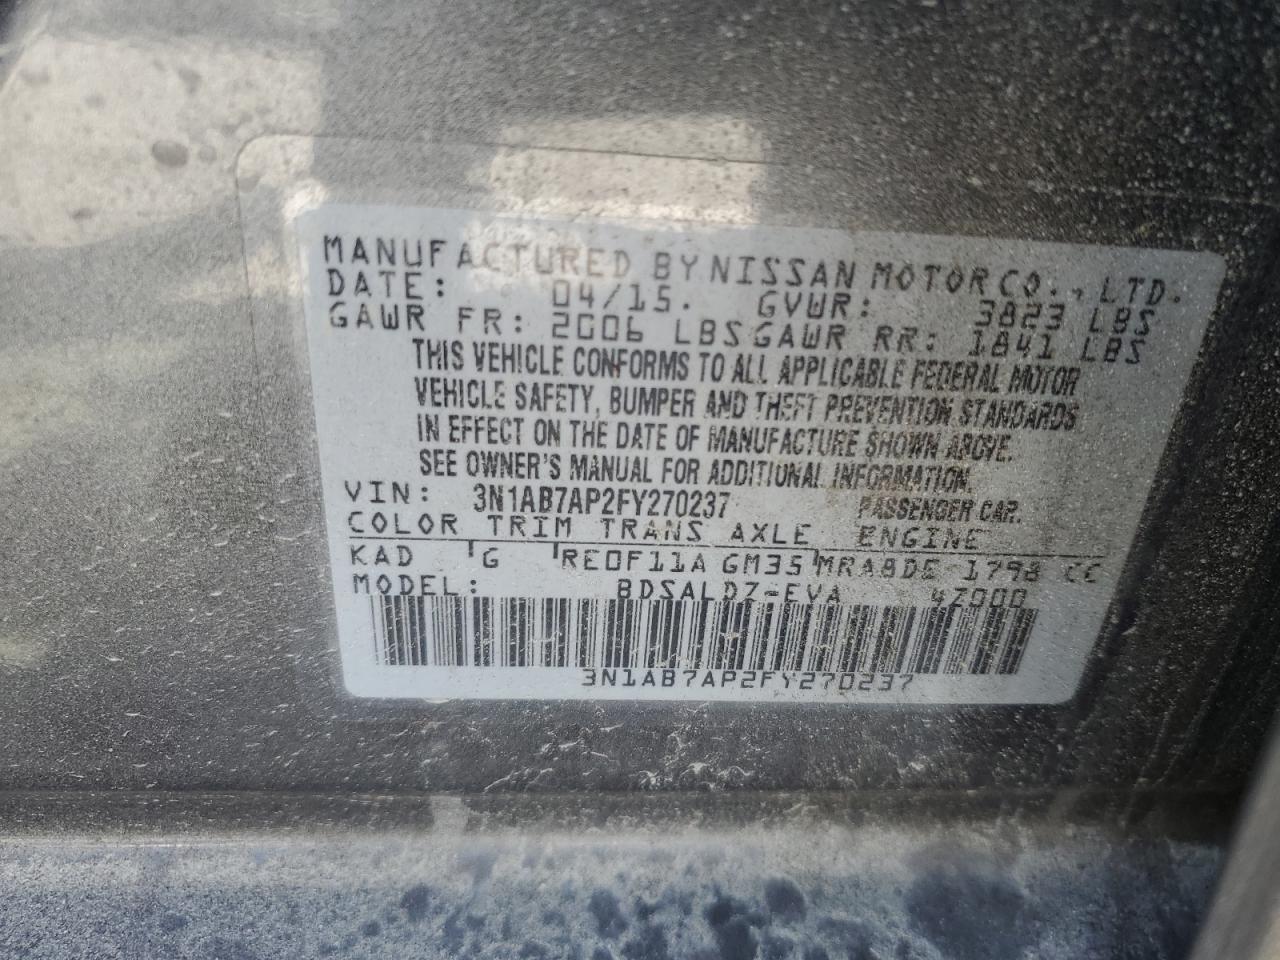 MANUFACTURED BY NISSAN MOTOR CO., LTD.
DATE: 04/15. GVWR: 3823 LBS
GAWR FR: 2006 LBS GAWR RR: 1841 LBS
THIS VEHICLE CONFORMS TO ALL APPLICABLE FEDERAL MOTOR
VEHICLE SAFETY, BUMPER AND THEFT PREVENTION STANDARDS
IN EFFECT ON THE DATE OF MANUFACTURE SHOWN ABOVE.
SEE OWNER'S MANUAL FOR ADDITIONAL INFORMATION.
VIN: 3N1AB7AP2FY270237 PASSENGER CAR.
COLOR TRIM TRANS AXLE ENGINE
KAD G RE0F11A GM35 MRA8DE 1798 CC
MODEL: BDSALDZ-EVA 4Z000
3N1AB7AP2FY270237